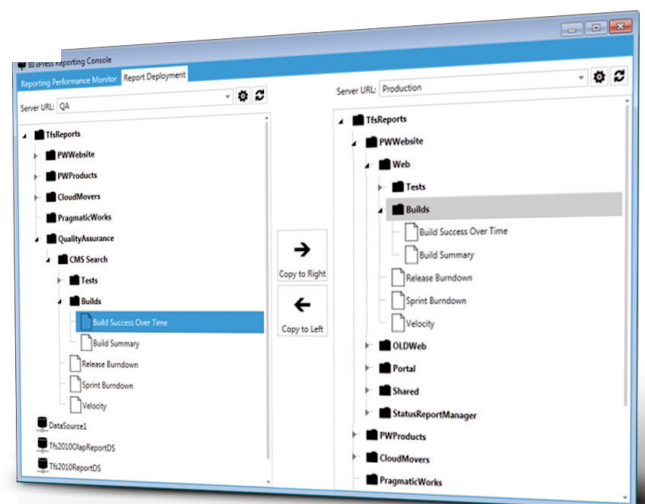 BI xPress Reporting Console
Reporting Performance Monitor
Report Deployment
Server URL: QA
TfsReports
PWWebsite
PWProducts
CloudMovers
PragmaticWorks
QualityAssurance
CMS Search
Tests
Builds
Build Success Over Time
Build Summary
Release Burndown
Sprint Burndown
Velocity
DataSource1
Tfs2010OlapReportDS
Tfs2010ReportDS
Copy to Right
Copy to Left
Server URL: Production
TfsReports
PWWebsite
Web
Tests
Builds
Build Success Over Time
Build Summary
Release Burndown
Sprint Burndown
Velocity
OLDWeb
Portal
Shared
StatusReportManager
PWProducts
CloudMovers
PragmaticWorks